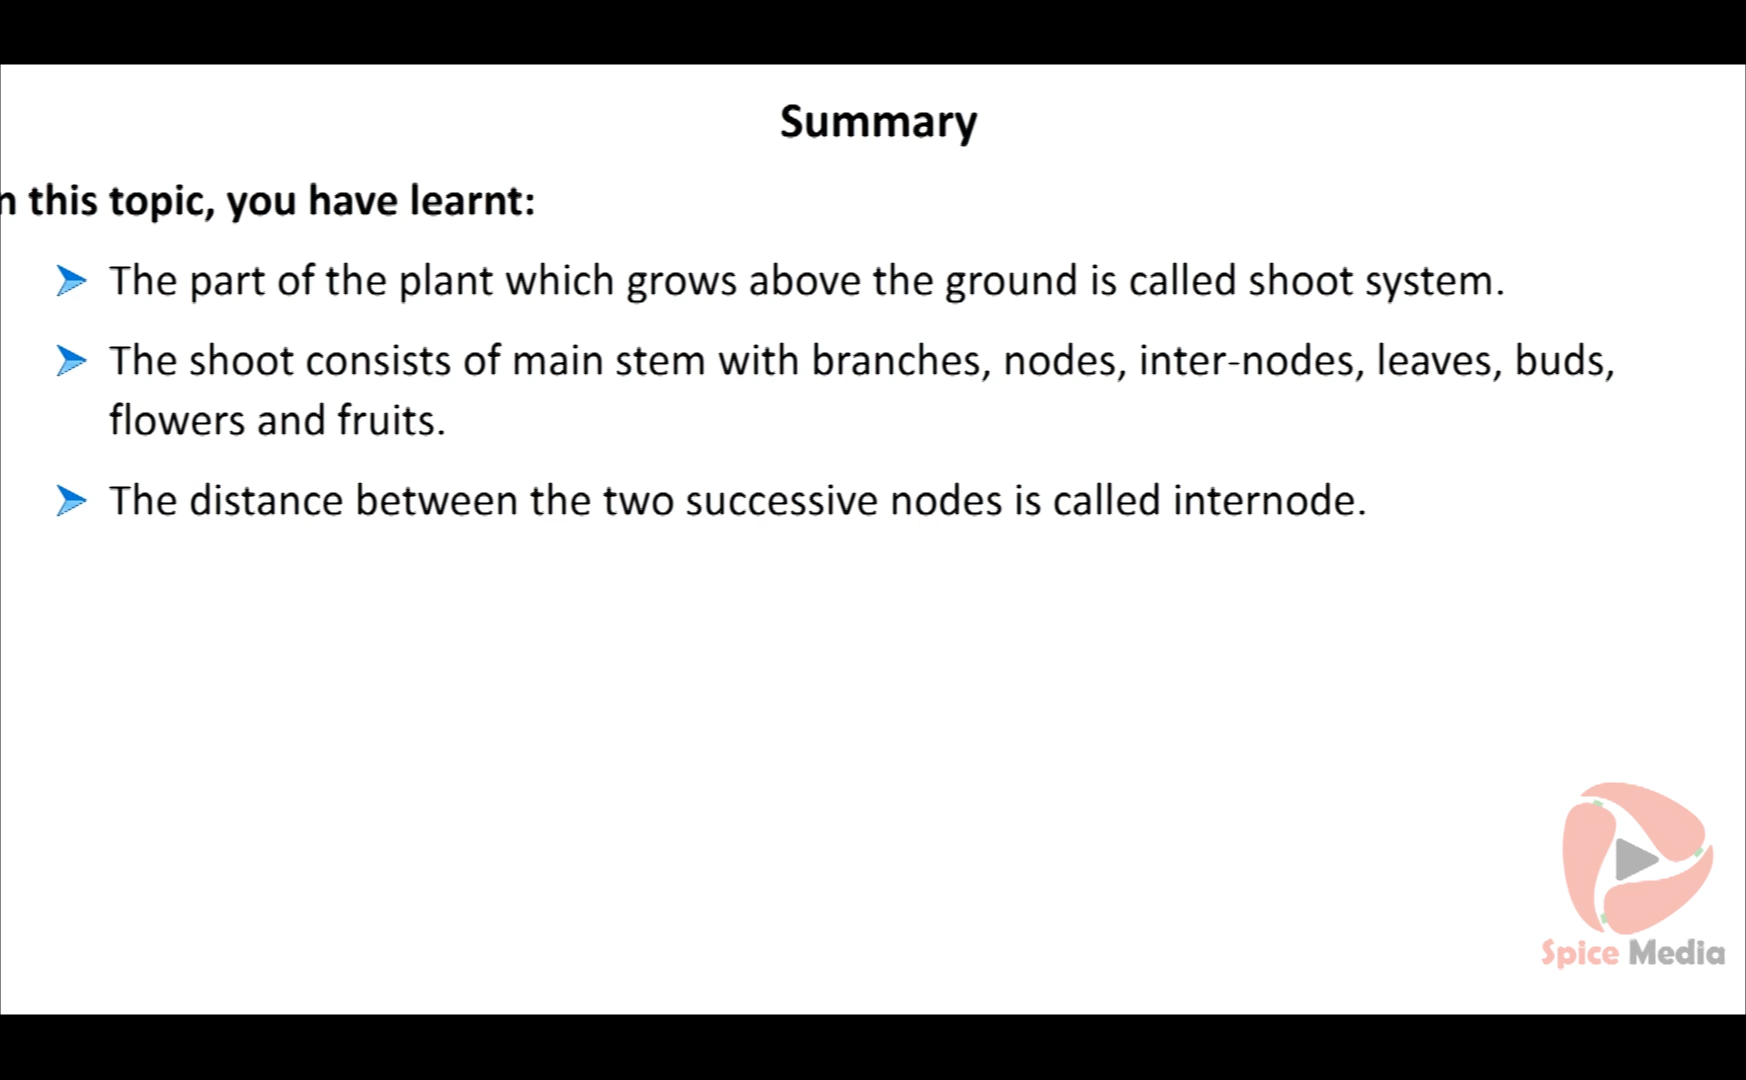 Summary
n this topic, you have learnt:
The part of the plant which grows above the ground is called shoot system.
The shoot consists of main stem with branches, nodes, inter-nodes, leaves, buds,
flowers and fruits.
The distance between the two successive nodes is called internode.
Spice Media